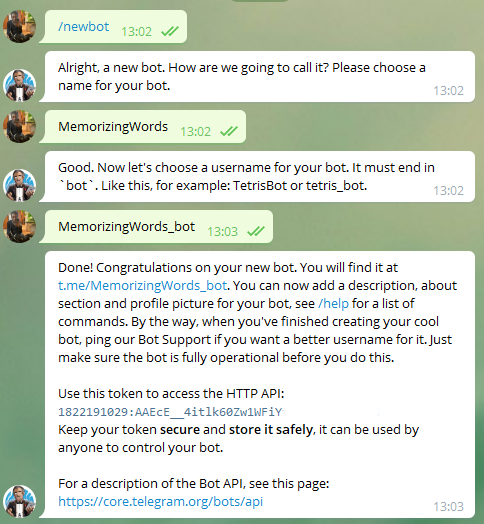 /newbot 13:02
Alright, a new bot. How are we going to call it? Please choose a
name for your bot.
13:02
MemorizingWords 13:02
Good. Now let's choose a username for your bot. It must end in
`bot`. Like this, for example: TetrisBot or tetris_bot.
13:02
MemorizingWords_bot 13:03
Done! Congratulations on your new bot. You will find it at
t.me/MemorizingWords_bot. You can now add a description, about
section and profile picture for your bot, see /help for a list of
commands. By the way, when you've finished creating your cool
bot, ping our Bot Support if you want a better username for it. Just
make sure the bot is fully operational before you do this.
Use this token to access the HTTP API:
1822191029:AAEcE__4itlk60Zw1WFiY
Keep your token secure and store it safely, it can be used by
anyone to control your bot.
For a description of the Bot API, see this page:
https://core.telegram.org/bots/api
13:03